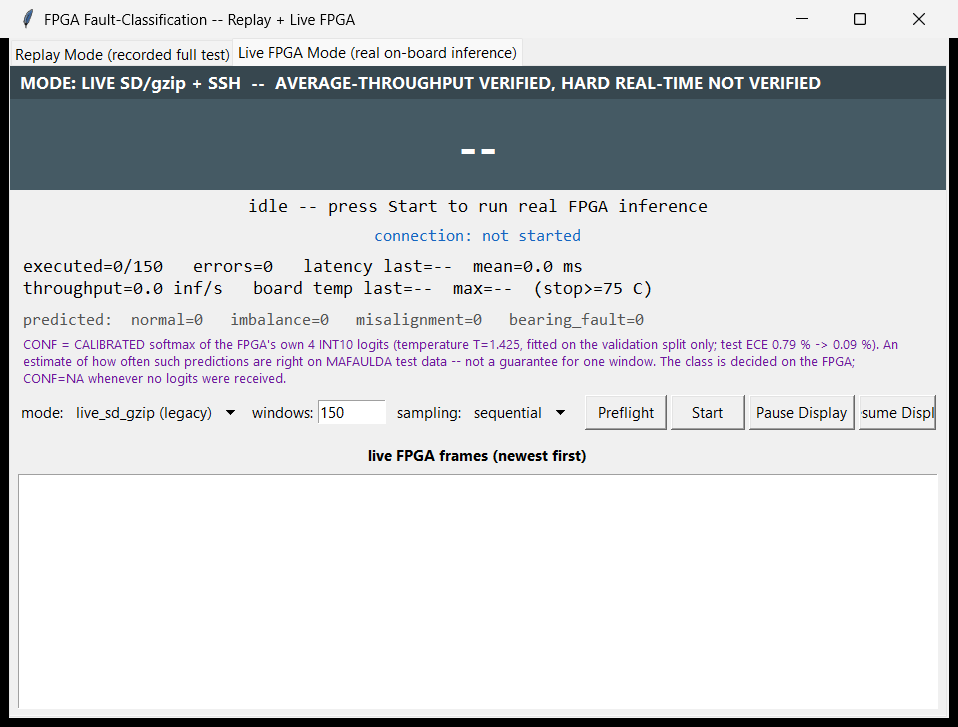 FPGA Fault-Classification -- Replay + Live FPGA
Replay Mode (recorded full test) Live FPGA Mode (real on-board inference)
MODE: LIVE SD/gzip + SSH -- AVERAGE-THROUGHPUT VERIFIED, HARD REAL-TIME NOT VERIFIED
--
idle -- press Start to run real FPGA inference
connection: not started
executed=0/150 errors=0 latency last=-- mean=0.0 ms
throughput=0.0 inf/s board temp last=-- max=-- (stop>=75 C)
predicted: normal=0 imbalance=0 misalignment=0 bearing_fault=0
CONF = CALIBRATED softmax of the FPGA's own 4 INT10 logits (temperature T=1.425, fitted on the validation split only; test ECE 0.79 % -> 0.09 %). An
estimate of how often such predictions are right on MAFAULDA test data -- not a guarantee for one window. The class is decided on the FPGA;
CONF=NA whenever no logits were received.
mode: live_sd_gzip (legacy) windows: 150 sampling: sequential Preflight Start Pause Display sume Displ
live FPGA frames (newest first)